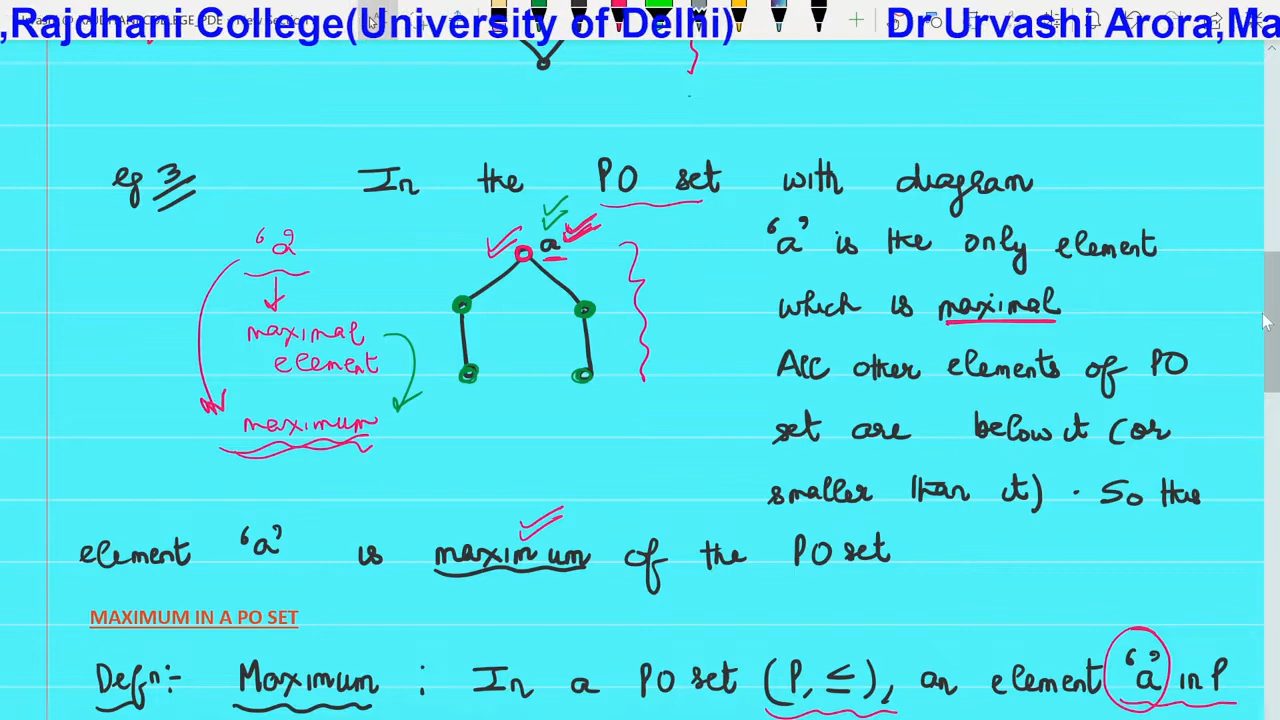 ,Rajdhani College(University of Delhi) Dr Urvashi Arora,Ma
eg 3 In the PO set with diagram
'a' a 'a' is the only element
which is maximal
maximal
element
All other elements of PO
maximum
set are below it (or
smaller than it). So this
element 'a' is maximum of the PO set
MAXIMUM IN A PO SET
Defn:- Maximum : In a PO set (P, ≤), an element 'a' in P